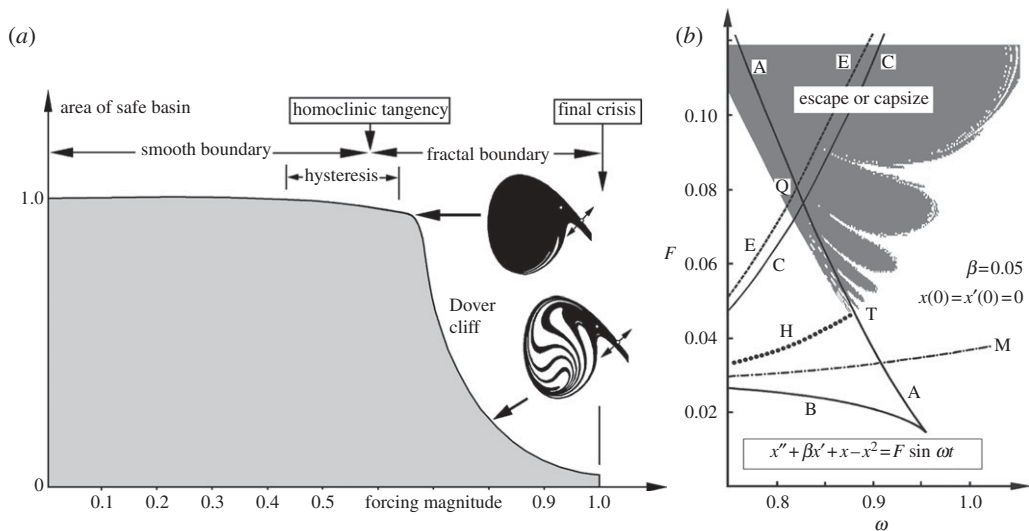 (a)
area of safe basin
homoclinic tangency
final crisis
smooth boundary
fractal boundary
hysteresis
1.0
Dover
cliff
0
0.1
0.2
0.3
0.4
0.5
forcing magnitude
0.9
1.0
(b)
E
C
A
escape or capsize
0.10
0.08
Q
E
F
0.06
C
β=0.05
x(0)=x′(0)=0
T
0.04
H
M
B
A
0.02
x″+βx′+x−x²=F sin ωt
0.8
0.9
1.0
ω